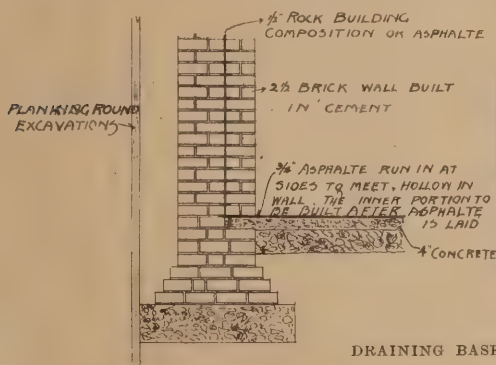 1/2" ROCK BUILDING
COMPOSITION OR ASPHALTE
2 1/2 BRICK WALL BUILT
IN CEMENT
PLANKING ROUND
EXCAVATIONS
3/4" ASPHALTE RUN IN AT
SIDES TO MEET, HOLLOW IN
WALL THE INNER PORTION TO
BE BUILT AFTER ASPHALTE
IS LAID
4" CONCRETE
DRAINING BASE